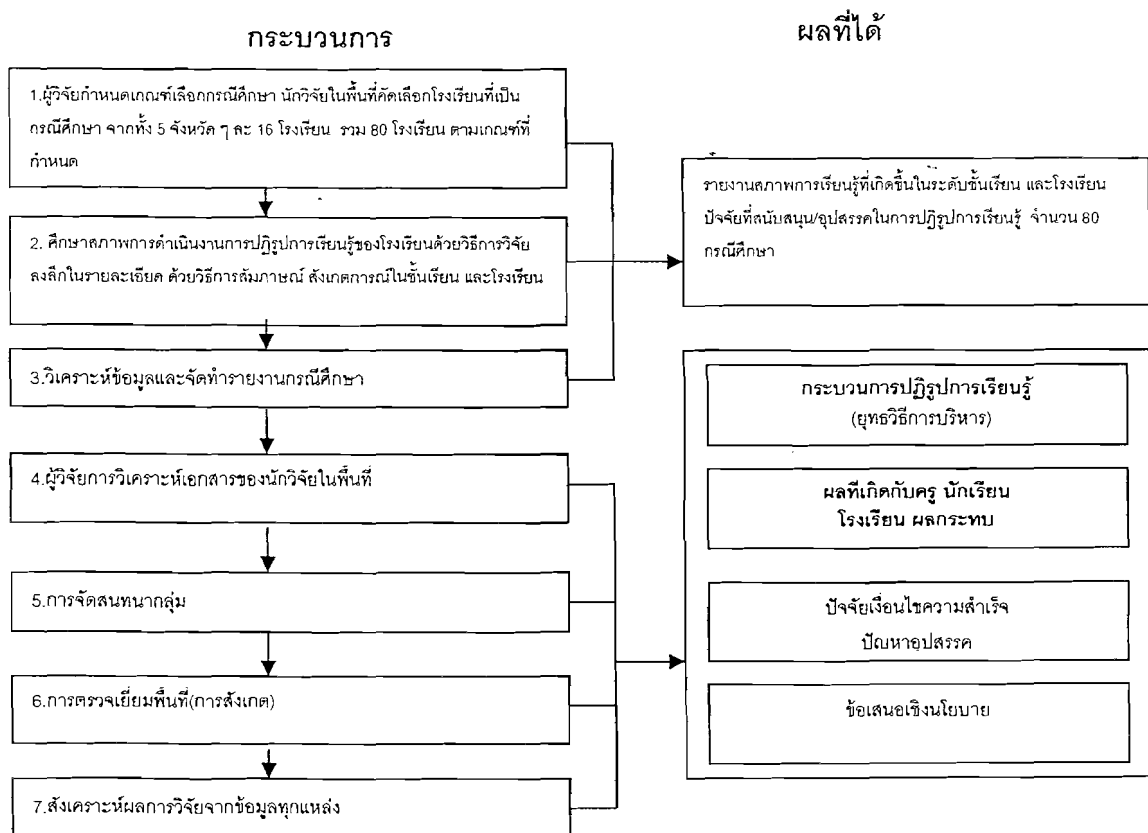 กระบวนการ
ผลที่ได้
1.ผู้วิจัยกำหนดเกณฑ์เลือกกรณีศึกษา นักวิจัยในพื้นที่คัดเลือกโรงเรียนที่เป็น
กรณีศึกษา จากทั้ง 5 จังหวัด ๆ ละ 16 โรงเรียน รวม 80 โรงเรียน ตามเกณฑ์ที่
กำหนด
2. ศึกษาสภาพการดำเนินงานการปฏิรูปการเรียนรู้ของโรงเรียนด้วยวิธีการวิจัย
ลงลึกในรายละเอียด ด้วยวิธีการสัมภาษณ์ สังเกตการณ์ในชั้นเรียน และโรงเรียน
3.วิเคราะห์ข้อมูลและจัดทำรายงานกรณีศึกษา
4.ผู้วิจัยการวิเคราะห์เอกสารของนักวิจัยในพื้นที่
5.การจัดสนทนากลุ่ม
6.การตรวจเยี่ยมพื้นที่(การสังเกต)
7.สังเคราะห์ผลการวิจัยจากข้อมูลทุกแหล่ง
รายงานสภาพการเรียนรู้ที่เกิดขึ้นในระดับชั้นเรียน และโรงเรียน
ปัจจัยที่สนับสนุน/อุปสรรคในการปฏิรูปการเรียนรู้ จำนวน 80
กรณีศึกษา
กระบวนการปฏิรูปการเรียนรู้
(ยุทธวิธีการบริหาร)
ผลที่เกิดกับครู นักเรียน
โรงเรียน ผลกระทบ
ปัจจัยเงื่อนไขความสำเร็จ
ปัญหาอุปสรรค
ข้อเสนอเชิงนโยบาย